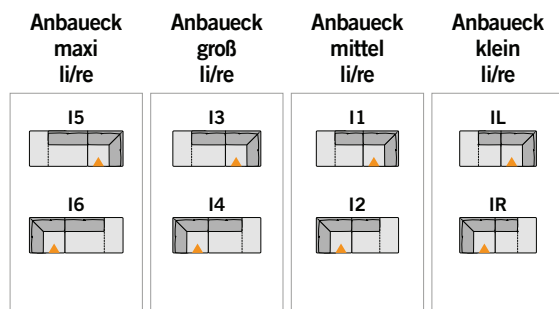 Anbaueck
maxi
li/re
Anbaueck
groß
li/re
Anbaueck
mittel
li/re
Anbaueck
klein
li/re
I5
I3
I1
IL
I6
I4
I2
IR